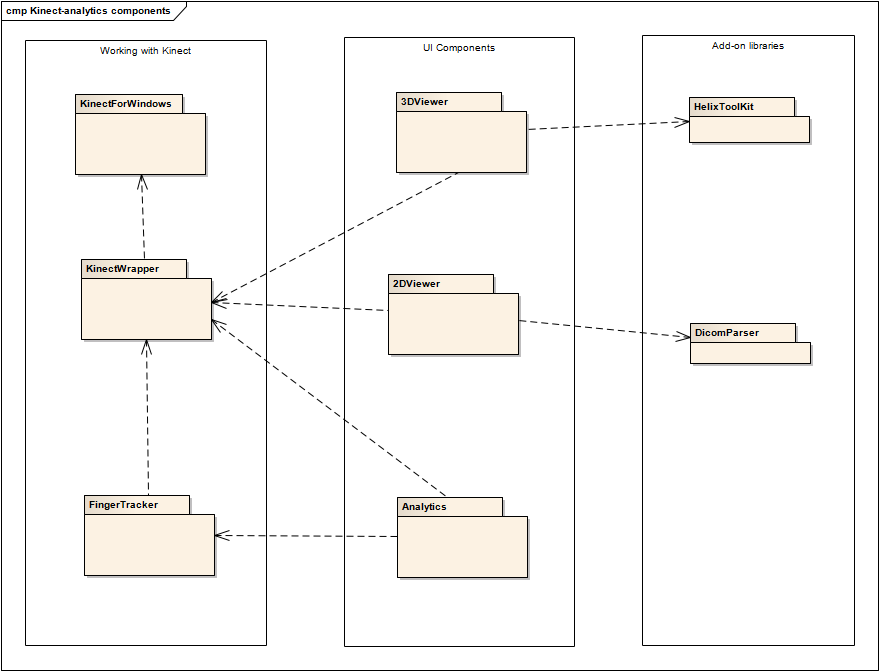 cmp Kinect-analytics components
Working with Kinect
KinectForWindows
KinectWrapper
FingerTracker
UI Components
3DViewer
2DViewer
Analytics
Add-on libraries
HelixToolKit
DicomParser